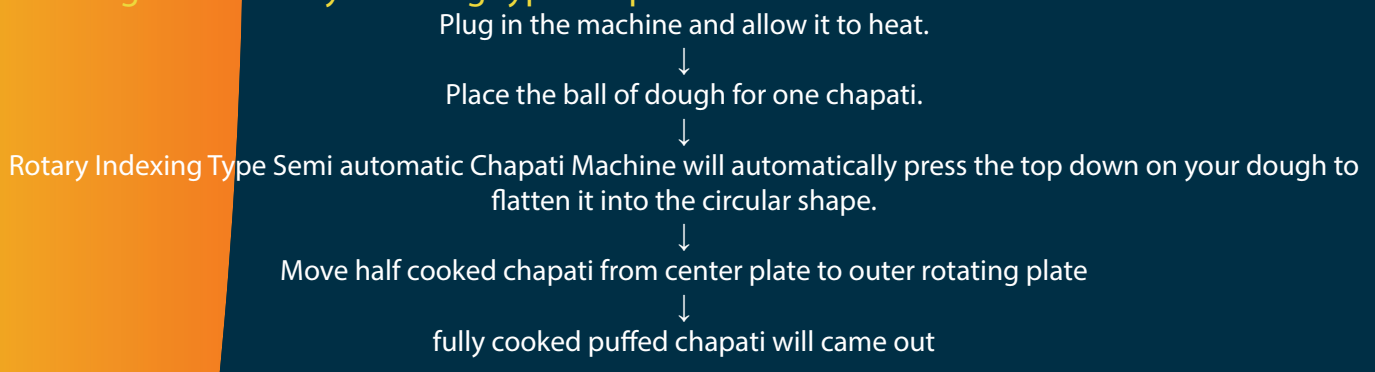 Plug in the machine and allow it to heat.
↓
Place the ball of dough for one chapati.
↓
Rotary Indexing Type Semi automatic Chapati Machine will automatically press the top down on your dough to
flatten it into the circular shape.
↓
Move half cooked chapati from center plate to outer rotating plate
↓
fully cooked puffed chapati will came out